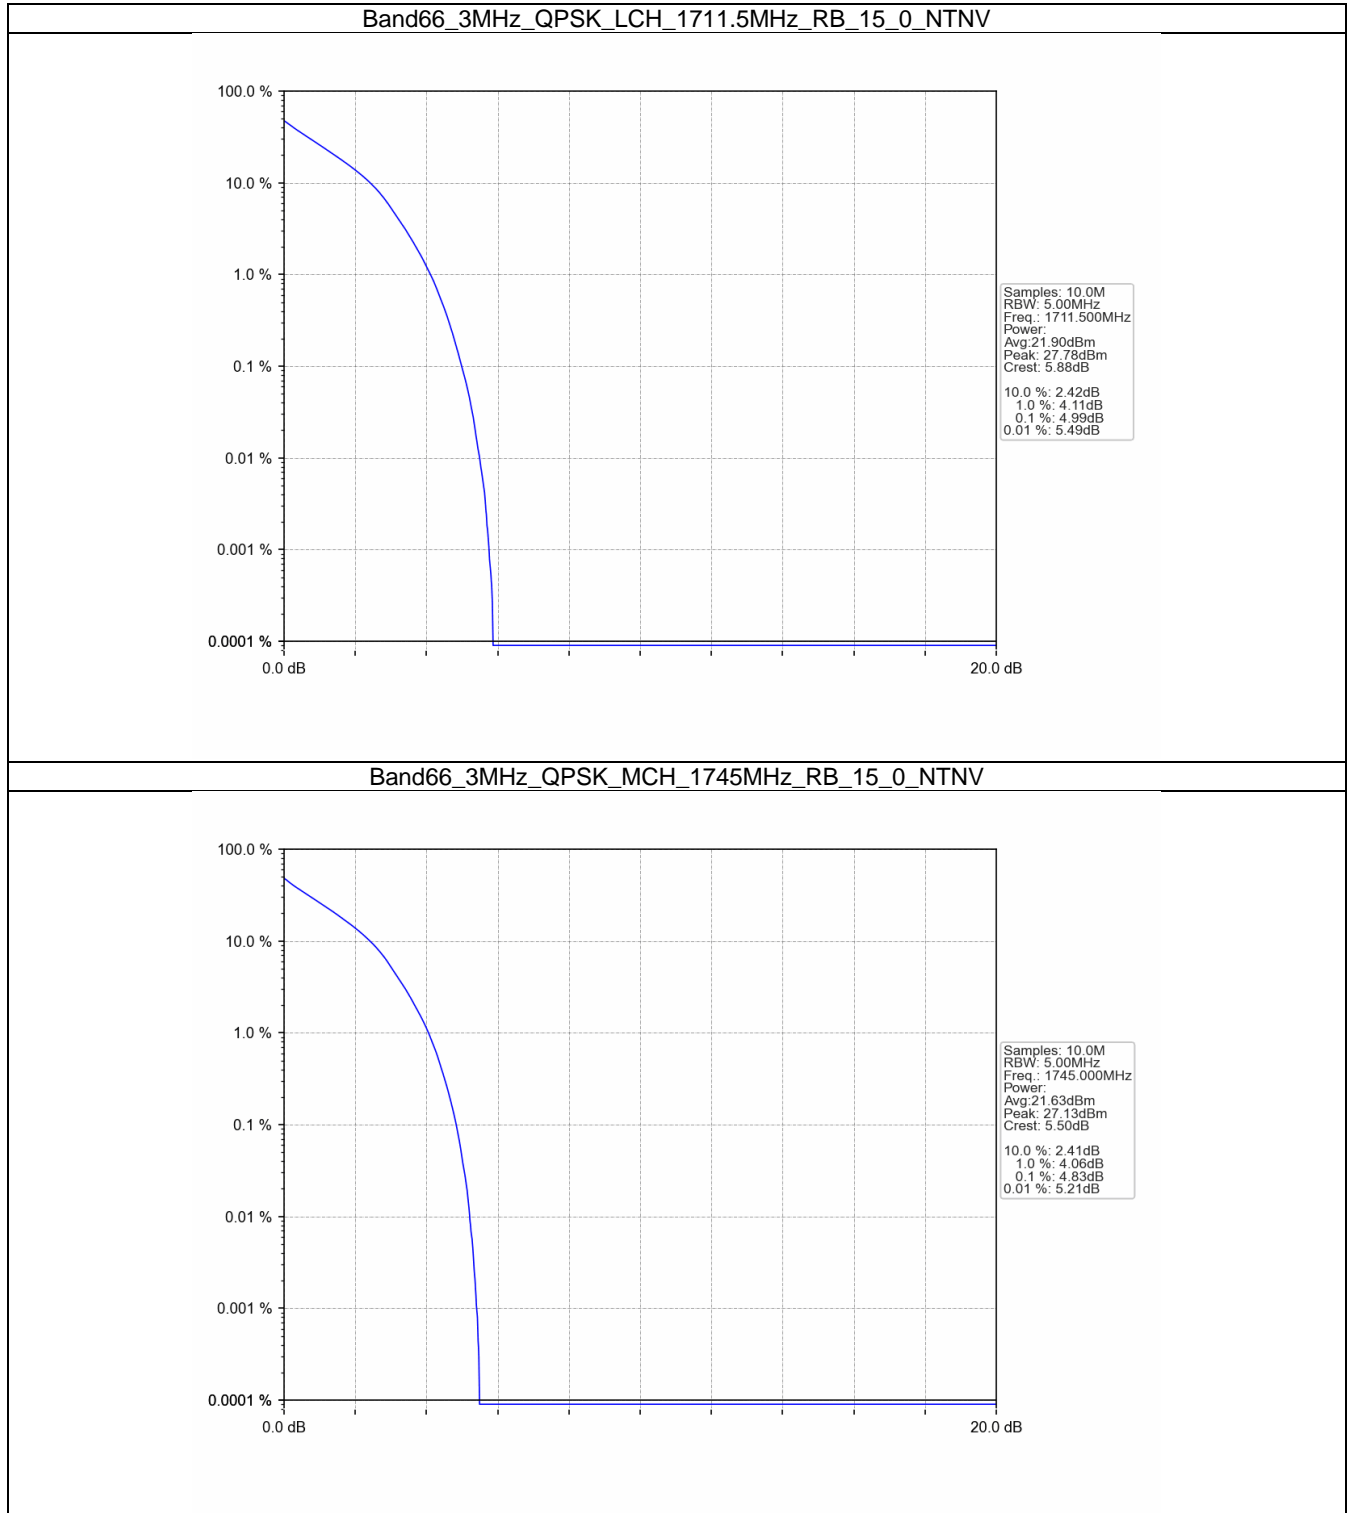 Band66_3MHz_QPSK_LCH_1711.5MHz_RB_15_0_NTNV
100.0 %
10.0 %
1.0 %
0.1 %
0.01 %
0.001 %
0.0001 %
0.0 dB
20.0 dB
Samples: 10.0M
RBW: 5.00MHz
Freq.: 1711.500MHz
Power:
Avg:21.90dBm
Peak: 27.78dBm
Crest: 5.88dB
10.0 %: 2.42dB
1.0 %: 4.11dB
0.1 %: 4.99dB
0.01 %: 5.49dB
Band66_3MHz_QPSK_MCH_1745MHz_RB_15_0_NTNV
100.0 %
10.0 %
1.0 %
0.1 %
0.01 %
0.001 %
0.0001 %
0.0 dB
20.0 dB
Samples: 10.0M
RBW: 5.00MHz
Freq.: 1745.000MHz
Power:
Avg:21.63dBm
Peak: 27.13dBm
Crest: 5.50dB
10.0 %: 2.41dB
1.0 %: 4.06dB
0.1 %: 4.83dB
0.01 %: 5.21dB